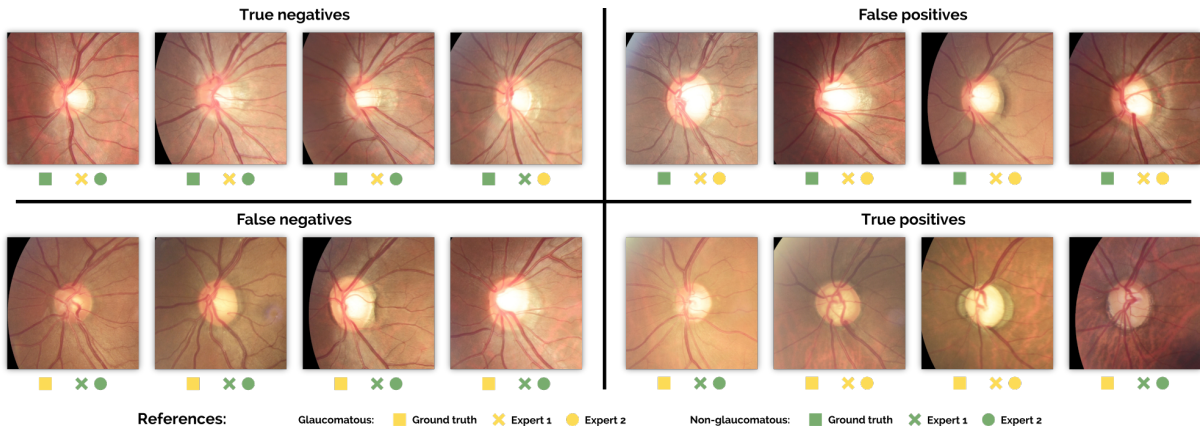 True negatives
False positives
False negatives
True positives
References: Glaucomatous: Ground truth Expert 1 Expert 2 Non-glaucomatous: Ground truth Expert 1 Expert 2